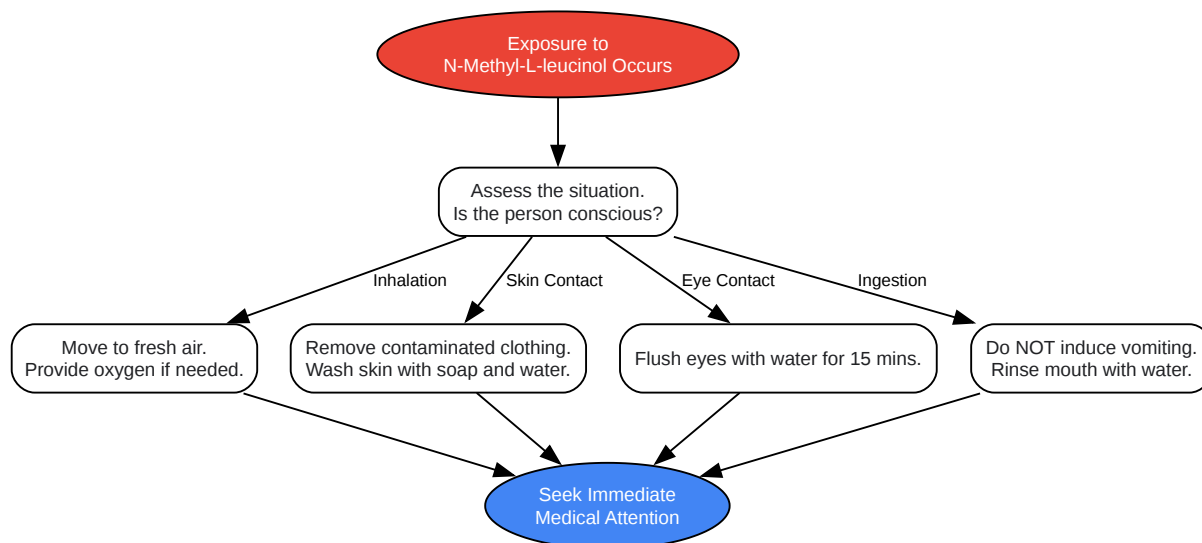 Exposure to
N-Methyl-L-leucinol Occurs
Assess the situation.
Is the person conscious?
Inhalation
Skin Contact
Eye Contact
Ingestion
Move to fresh air.
Provide oxygen if needed.
Remove contaminated clothing.
Wash skin with soap and water.
Flush eyes with water for 15 mins.
Do NOT induce vomiting.
Rinse mouth with water.
Seek Immediate
Medical Attention